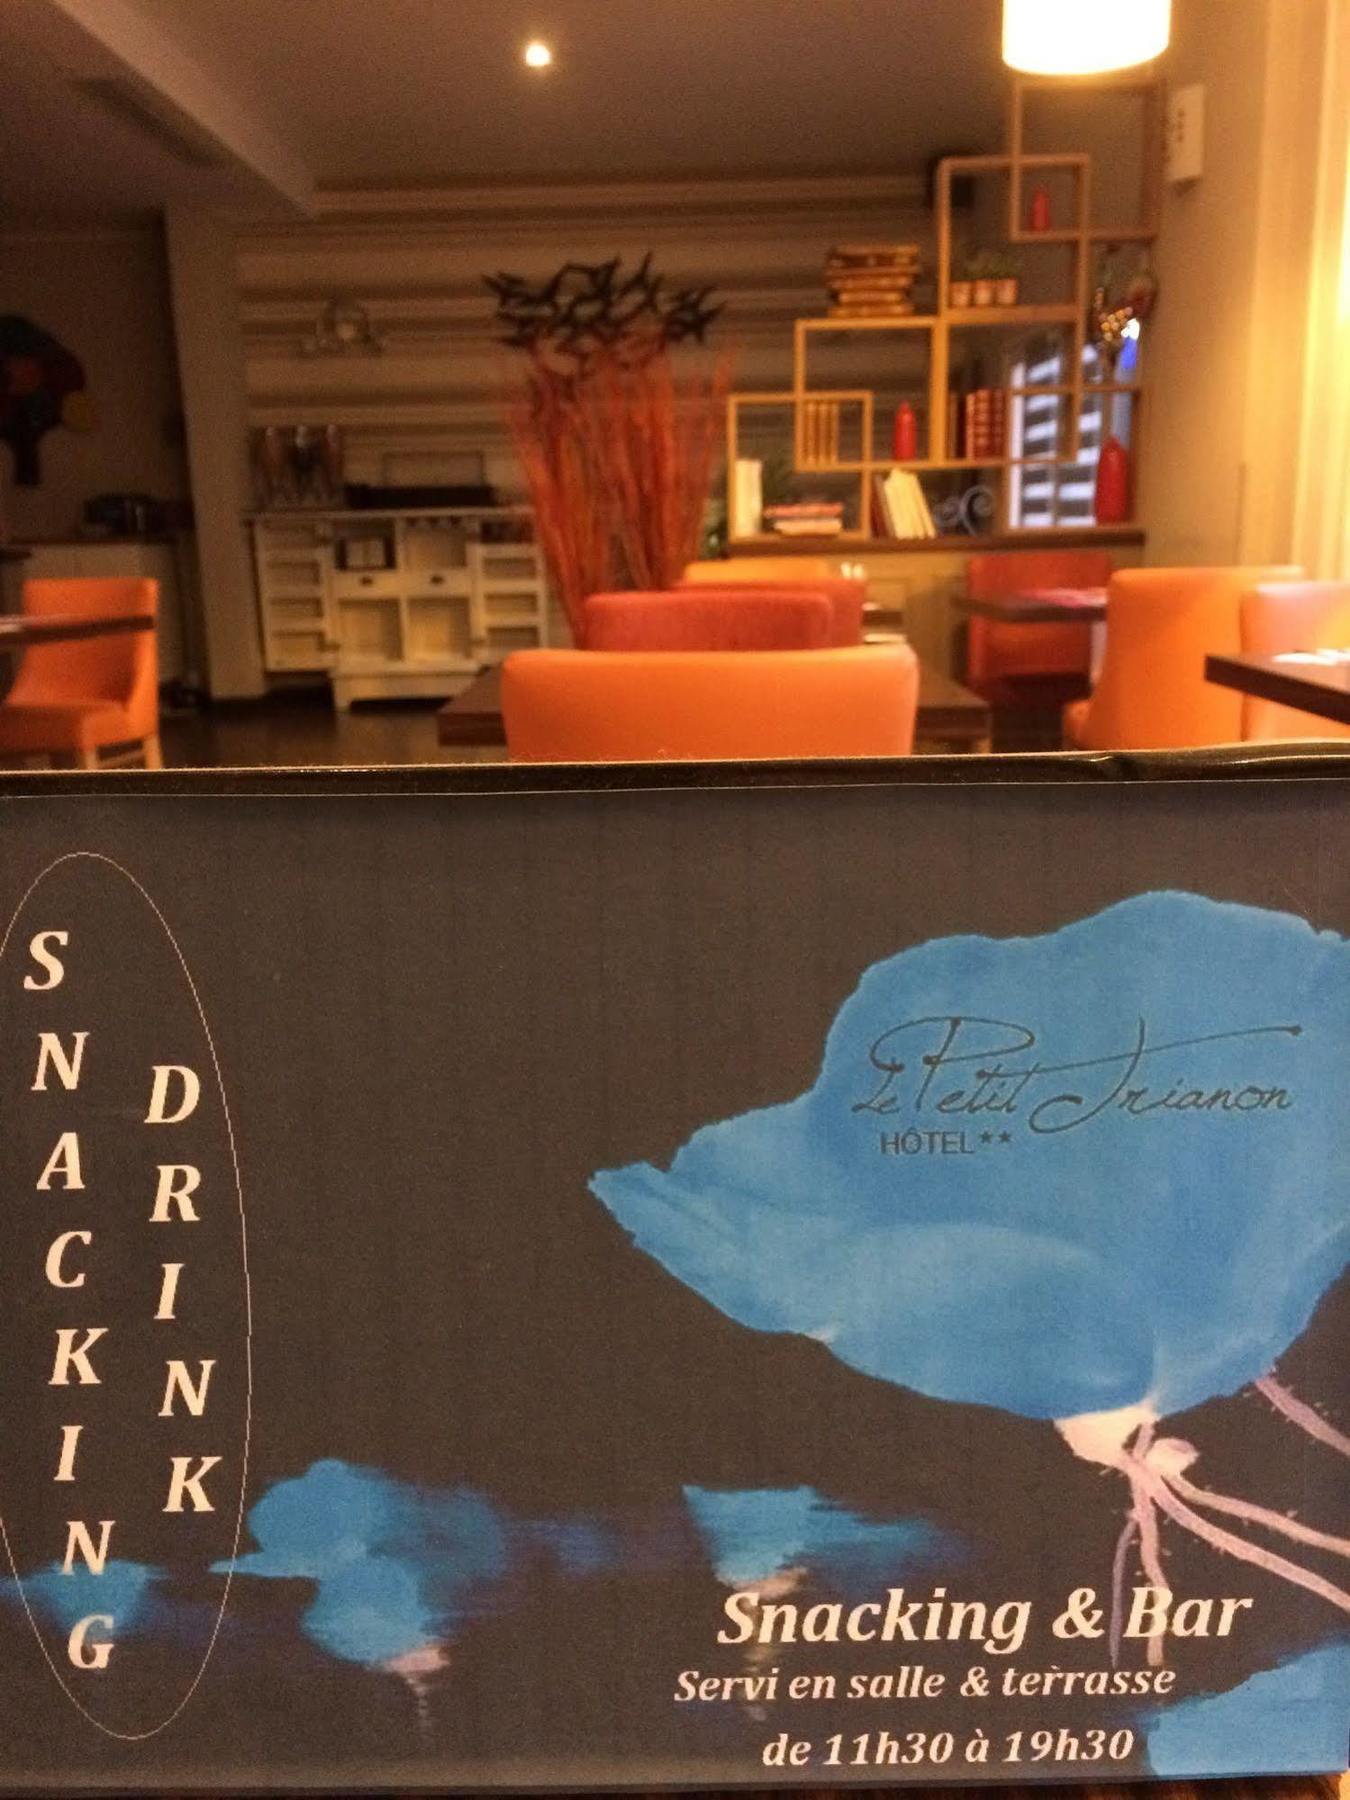 SNACKING
DRINK
Le Petit Trianon
HÔTEL**
Snacking & Bar
Servi en salle & terrasse
de 11h30 à 19h30